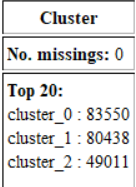 Cluster
No. missings: 0
Top 20:
cluster_0 : 83550
cluster_1 : 80438
cluster_2 : 49011